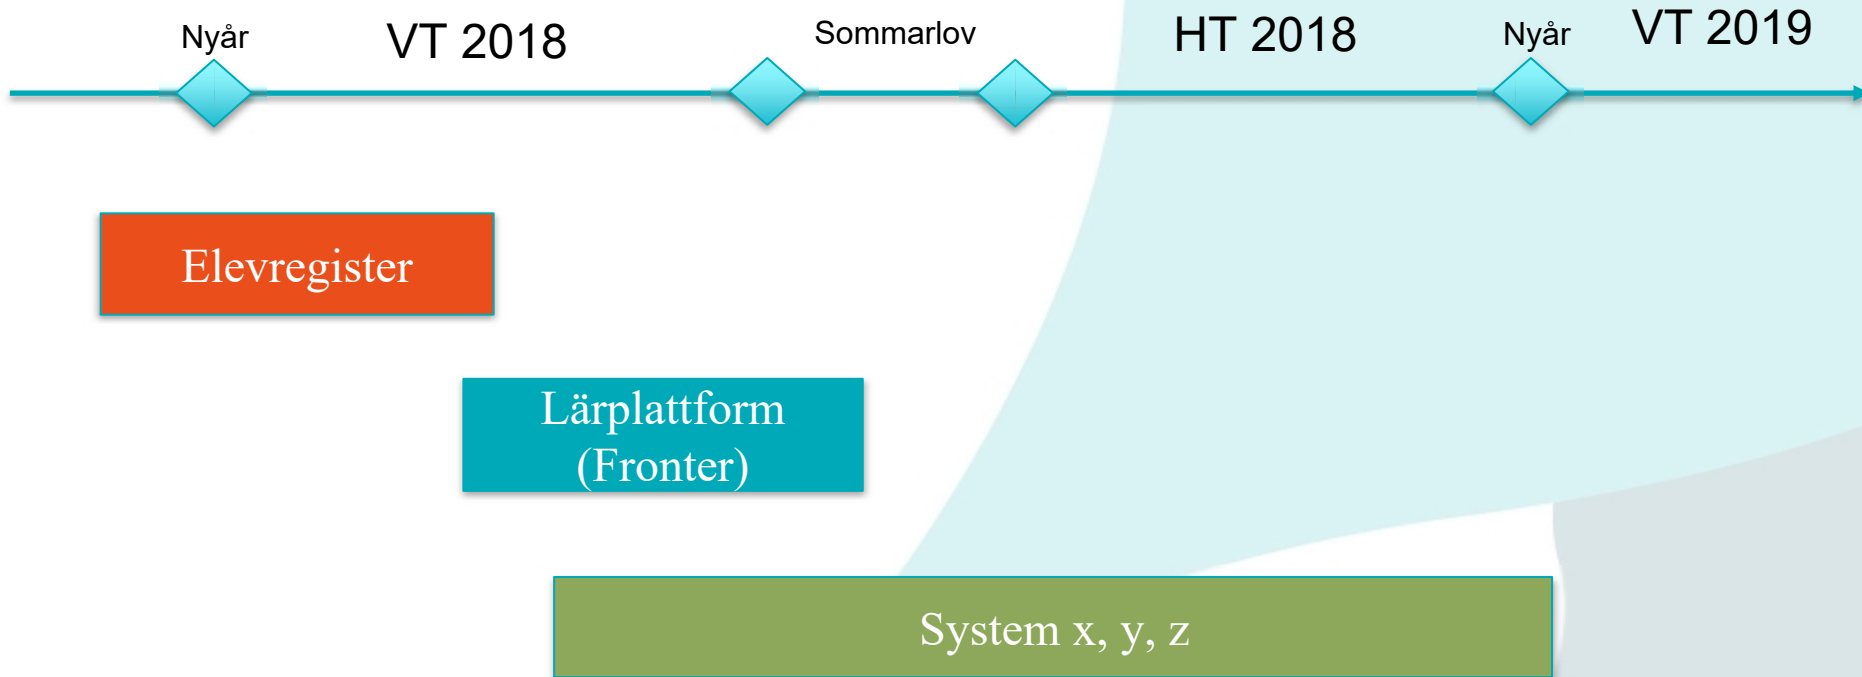 Nyår
VT 2018
Sommarlov
HT 2018
Nyår
VT 2019
Elevregister
Lärplattform
(Fronter)
System x, y, z